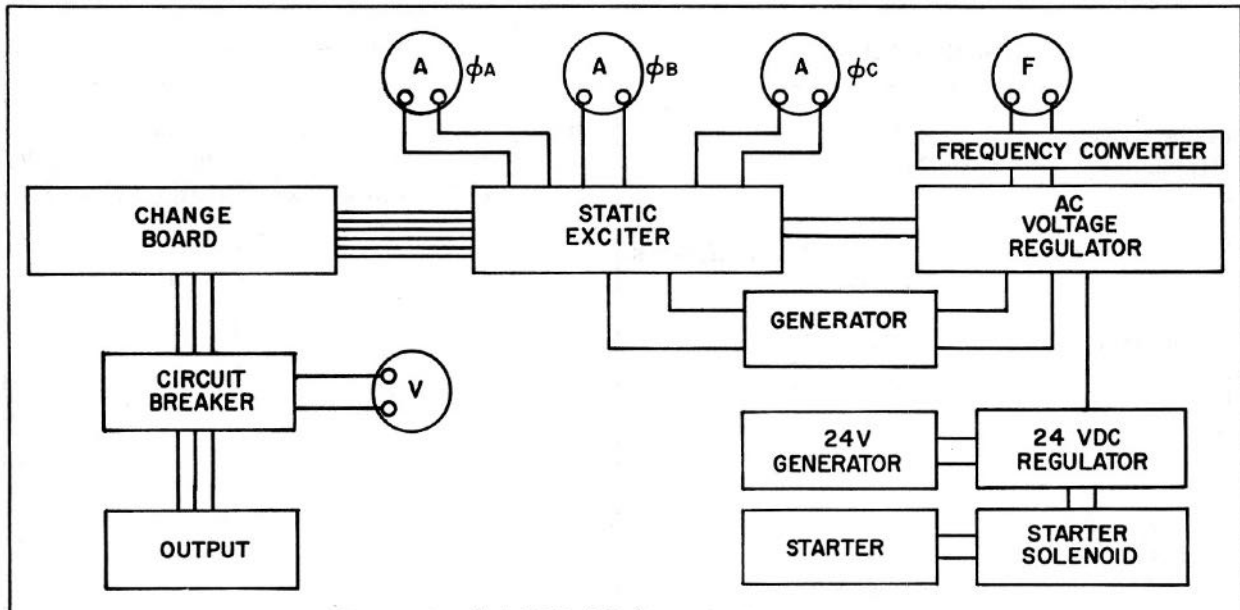 A ϕA
A ϕB
A ϕC
F
FREQUENCY CONVERTER
CHANGE
BOARD
STATIC
EXCITER
AC
VOLTAGE
REGULATOR
GENERATOR
CIRCUIT
BREAKER
V
24V
GENERATOR
24 VDC
REGULATOR
OUTPUT
STARTER
STARTER
SOLENOID